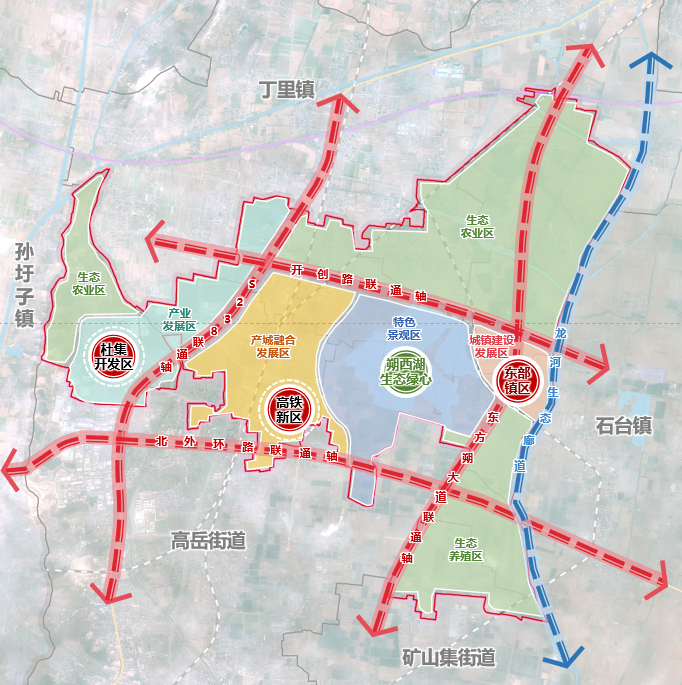 丁里镇
生态
农业区
孙圩子镇
生态
农业区
开创路联通轴
S238联通轴
产业
发展区
特色
景观区
产城融合
发展区
城镇建设
发展区
杜集
开发区
朔西湖
生态绿心
东部
镇区
高铁
新区
龙河生态廊道
石台镇
东方朔大道联通轴
北外环路联通轴
高岳街道
生态
养殖区
矿山集街道